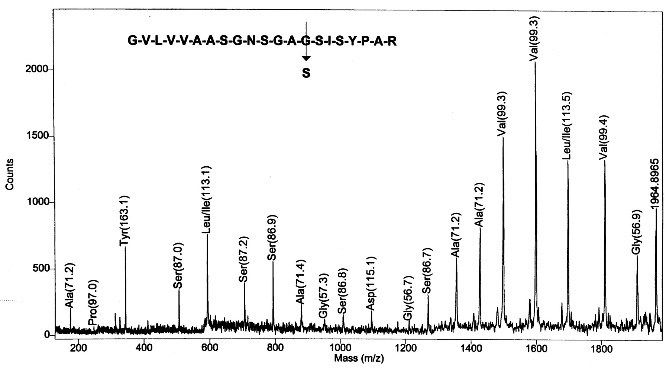 G-V-L-V-V-A-A-S-G-N-S-G-A-G-S-I-S-Y-P-A-R
S
2000
1500
1000
500
0
Counts
Ala(71.2)
Pro(97.0)
Tyr(163.1)
Ser(87.0)
Leu/Ile(113.1)
Ser(87.2)
Ser(86.9)
Ala(71.4)
Gly(57.3)
Ser(86.8)
Asp(115.1)
Gly(56.7)
Ser(86.7)
Ala(71.2)
Ala(71.2)
Val(99.3)
Val(99.3)
Leu/Ile(113.5)
Val(99.4)
Gly(56.9)
1964.8965
200 400 600 800 1000 1200 1400 1600 1800
Mass (m/z)